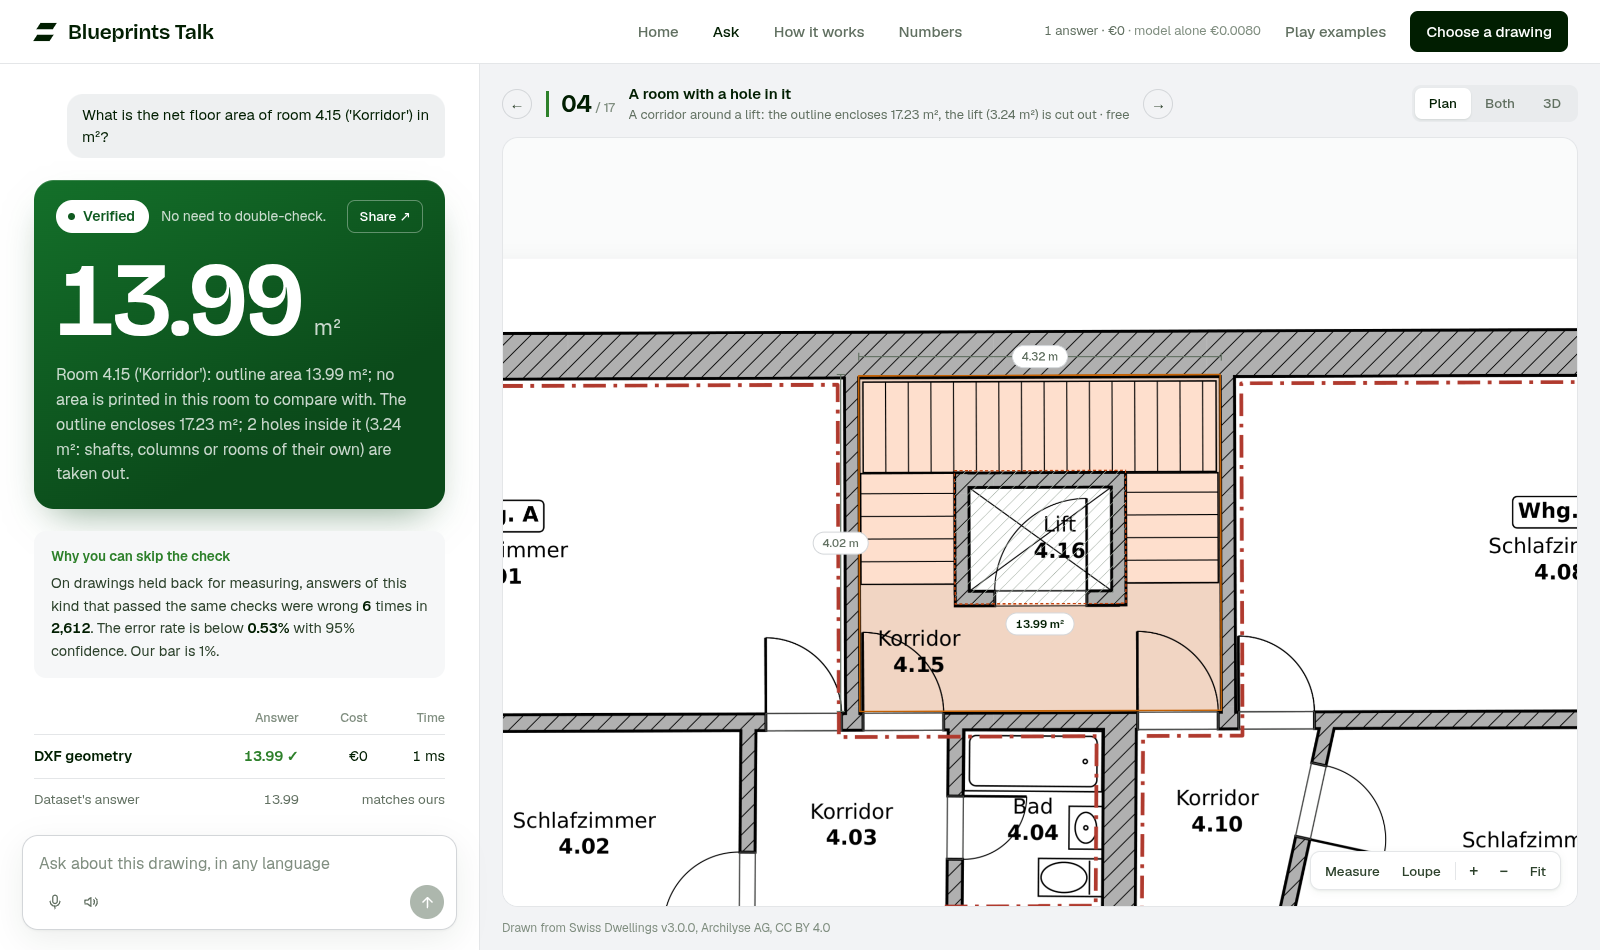 Blueprints Talk
Home
Ask
How it works
Numbers
1 answer · €0 · model alone €0.0080
Play examples
Choose a drawing
What is the net floor area of room 4.15 ('Korridor') in
m²?
Verified
No need to double-check.
Share ↗
13.99 m²
Room 4.15 ('Korridor'): outline area 13.99 m²; no
area is printed in this room to compare with. The
outline encloses 17.23 m²; 2 holes inside it (3.24
m²: shafts, columns or rooms of their own) are
taken out.
Why you can skip the check
On drawings held back for measuring, answers of this
kind that passed the same checks were wrong 6 times in
2,612. The error rate is below 0.53% with 95%
confidence. Our bar is 1%.
Answer Cost Time
DXF geometry 13.99 ✓ €0 1 ms
Dataset's answer 13.99 matches ours
Ask about this drawing, in any language
←
04 / 17
A room with a hole in it
A corridor around a lift: the outline encloses 17.23 m², the lift (3.24 m²) is cut out · free
→
Plan
Both
3D
4.32 m
4.02 m
g. A
immer
01
Lift
4.16
13.99 m²
Korridor
4.15
Whg.
Schlafzin
4.08
Schlafzimmer
4.02
Korridor
4.03
Bad
4.04
Korridor
4.10
Schlafzimm
Measure
Loupe
+
−
Fit
Drawn from Swiss Dwellings v3.0.0, Archilyse AG, CC BY 4.0